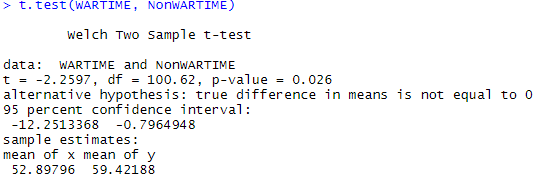 > t.test(WARTIME, NonWARTIME)
Welch Two Sample t-test
data:  WARTIME and NonWARTIME
t = -2.2597, df = 100.62, p-value = 0.026
alternative hypothesis: true difference in means is not equal to 0
95 percent confidence interval:
-12.2513368  -0.7964948
sample estimates:
mean of x mean of y
52.89796  59.42188